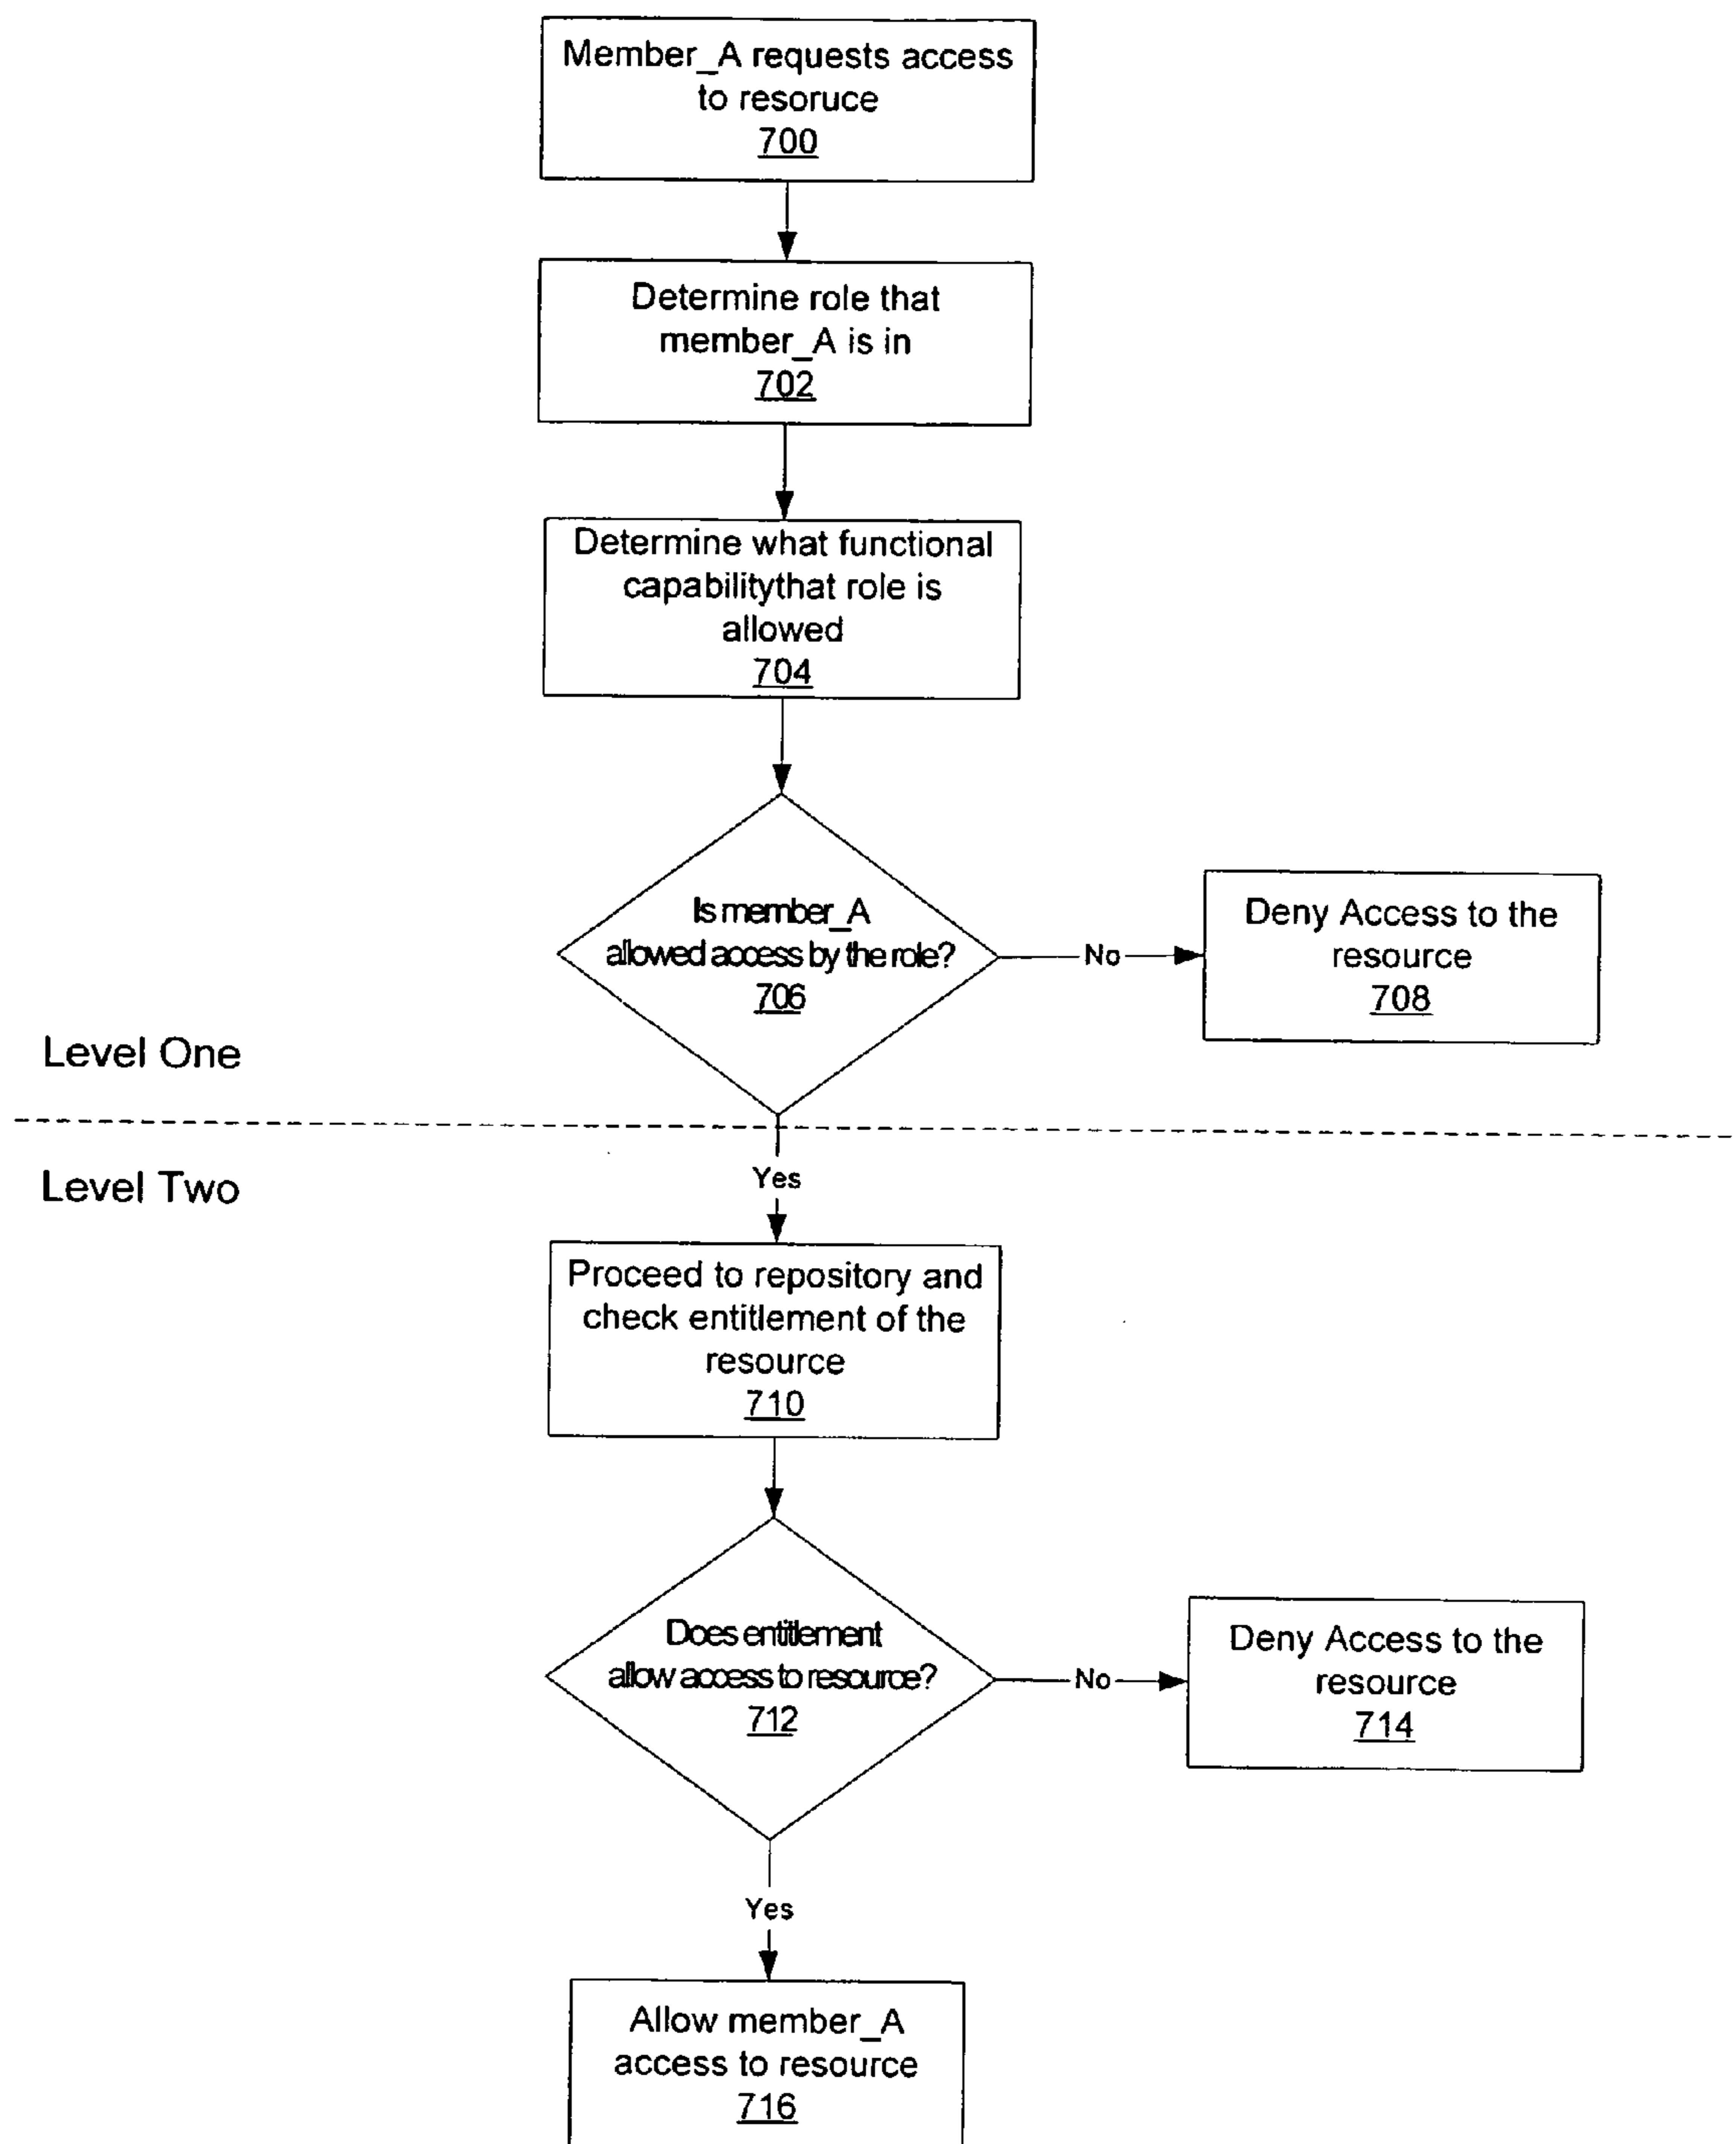 Member_A requests access
to resoruce
700
Determine role that
member_A is in
702
Determine what functional
capabilitythat role is
allowed
704
Is member_A
allowed access by the role?
706
No
Deny Access to the
resource
708
Level One
Level Two
Yes
Proceed to repository and
check entitlement of the
resource
710
Does entitlement
allow access to resource?
712
No
Deny Access to the
resource
714
Yes
Allow member_A
access to resource
716